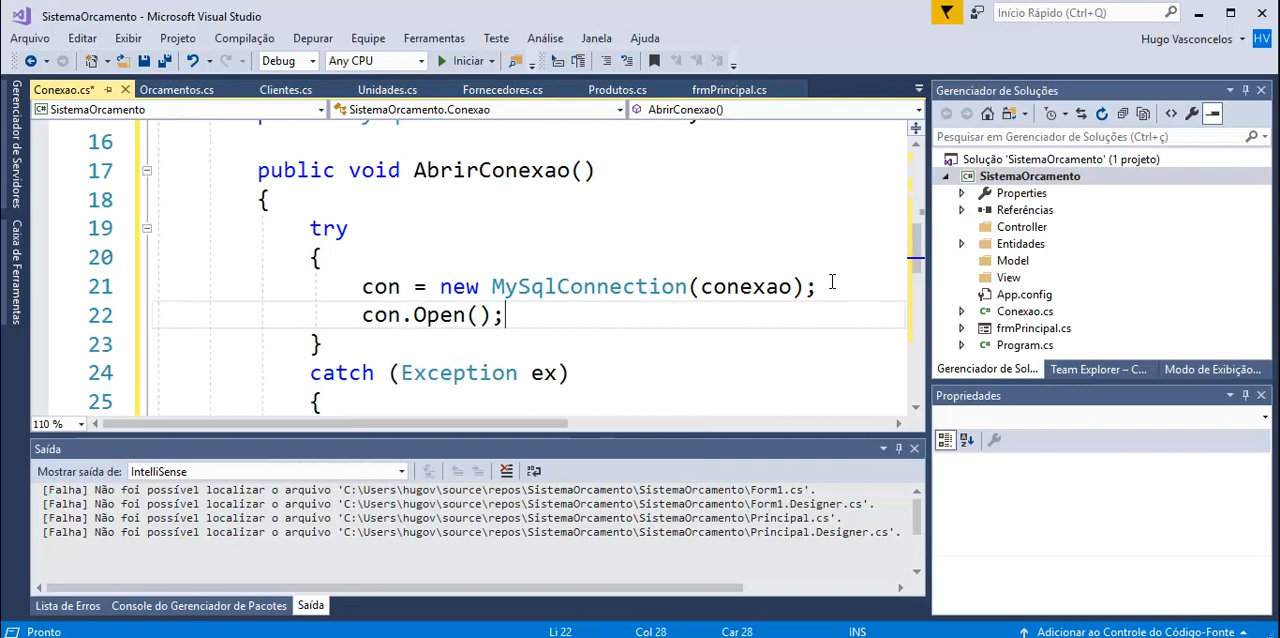 SistemaOrcamento - Microsoft Visual Studio
Início Rápido (Ctrl+Q)
Arquivo Editar Exibir Projeto Compilação Depurar Equipe Ferramentas Teste Análise Janela Ajuda
Hugo Vasconcelos HV
Debug Any CPU Iniciar
Conexao.cs* Orcamentos.cs Clientes.cs Unidades.cs Fornecedores.cs Produtos.cs frmPrincipal.cs
SistemaOrcamento SistemaOrcamento.Conexao AbrirConexao()
Gerenciador de Servidores
Caixa de Ferramentas
16
17 public void AbrirConexao()
18 {
19 try
20 {
21 con = new MySqlConnection(conexao);
22 con.Open();
23 }
24 catch (Exception ex)
25 {
110 %
Gerenciador de Soluções
Pesquisar em Gerenciador de Soluções (Ctrl+ç)
Solução 'SistemaOrcamento' (1 projeto)
SistemaOrcamento
Properties
Referências
Controller
Entidades
Model
View
App.config
Conexao.cs
frmPrincipal.cs
Program.cs
Gerenciador de Sol... Team Explorer – C... Modo de Exibição...
Propriedades
Saída
Mostrar saída de: IntelliSense
[Falha] Não foi possível localizar o arquivo 'C:\Users\hugov\source\repos\SistemaOrcamento\SistemaOrcamento\Form1.cs'.
[Falha] Não foi possível localizar o arquivo 'C:\Users\hugov\source\repos\SistemaOrcamento\SistemaOrcamento\Form1.Designer.cs'.
[Falha] Não foi possível localizar o arquivo 'C:\Users\hugov\source\repos\SistemaOrcamento\SistemaOrcamento\Principal.cs'.
[Falha] Não foi possível localizar o arquivo 'C:\Users\hugov\source\repos\SistemaOrcamento\SistemaOrcamento\Principal.Designer.cs'.
Lista de Erros Console do Gerenciador de Pacotes Saída
Pronto Li 22 Col 28 Car 28 INS Adicionar ao Controle do Código-Fonte